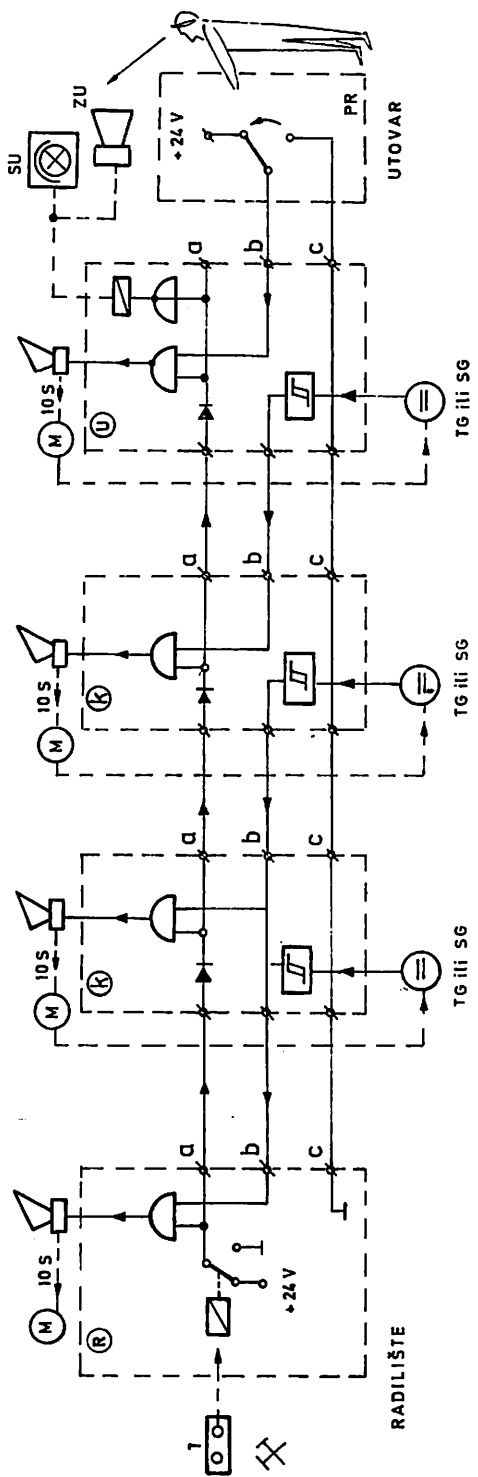 SU
ZU
+ 24 V
PR
UTOVAR
a
b
c
10 S
M
U
TG ili SG
a
b
c
10 S
M
k
TG ili SG
a
b
c
10 S
M
k
TG ili SG
a
b
c
10 S
M
R
+ 24 V
1
RADILIŠTE